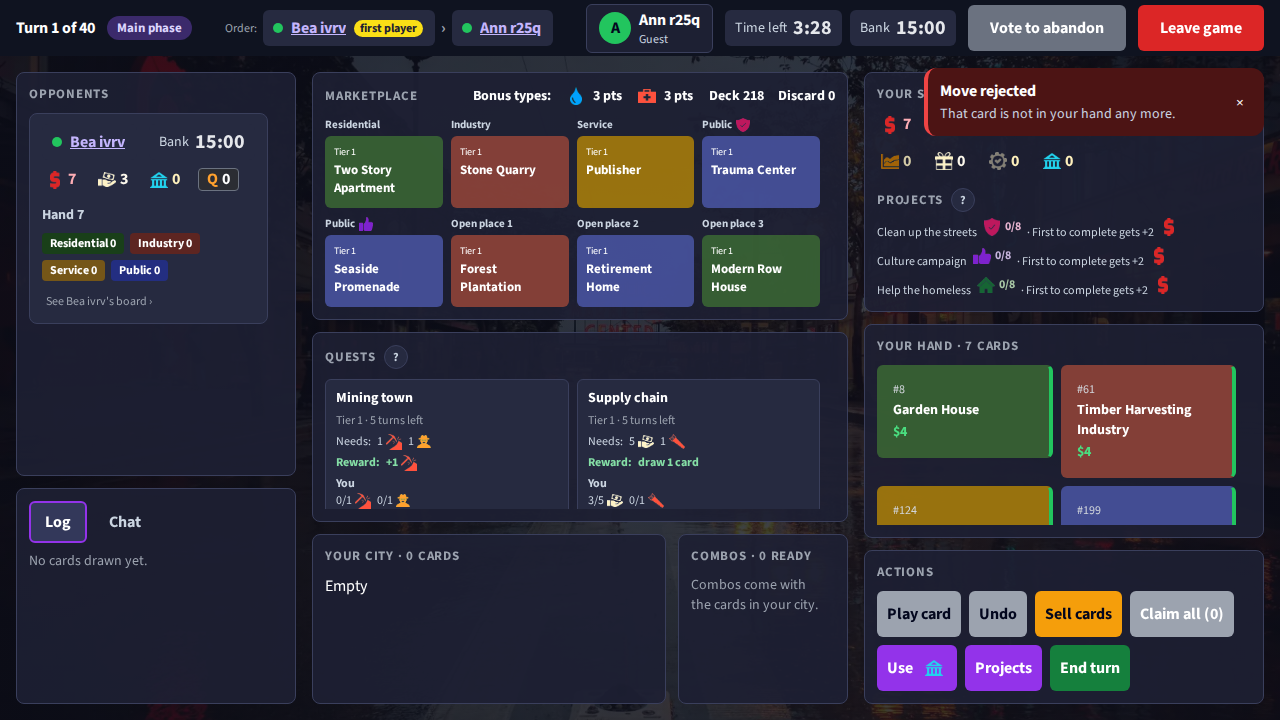 Turn 1 of 40
Main phase
Order:
Bea ivrv
first player
›
Ann r25q
A
Ann r25q
Guest
Time left 3:28
Bank 15:00
Vote to abandon
Leave game
OPPONENTS
Bea ivrv
Bank 15:00
7
3
0
Q 0
Hand 7
Residential 0
Industry 0
Service 0
Public 0
See Bea ivrv's board ›
Log
Chat
No cards drawn yet.
MARKETPLACE
Bonus types:
3 pts
3 pts
Deck 218
Discard 0
Residential
Industry
Service
Public
Tier 1
Two Story
Apartment
Tier 1
Stone Quarry
Tier 1
Publisher
Tier 1
Trauma Center
Public
Open place 1
Open place 2
Open place 3
Tier 1
Seaside
Promenade
Tier 1
Forest
Plantation
Tier 1
Retirement
Home
Tier 1
Modern Row
House
QUESTS
?
Mining town
Tier 1 · 5 turns left
Needs: 1 1
Reward: +1
You
0/1 0/1
Supply chain
Tier 1 · 5 turns left
Needs: 5 1
Reward: draw 1 card
You
3/5 0/1
YOUR CITY · 0 CARDS
Empty
COMBOS · 0 READY
Combos come with
the cards in your city.
YOUR S
Move rejected
That card is not in your hand any more.
×
7
0
0
0
0
PROJECTS
?
Clean up the streets 0/8 · First to complete gets +2
Culture campaign 0/8 · First to complete gets +2
Help the homeless 0/8 · First to complete gets +2
YOUR HAND · 7 CARDS
#8
Garden House
$4
#61
Timber Harvesting
Industry
$4
#124
#199
ACTIONS
Play card
Undo
Sell cards
Claim all (0)
Use
Projects
End turn